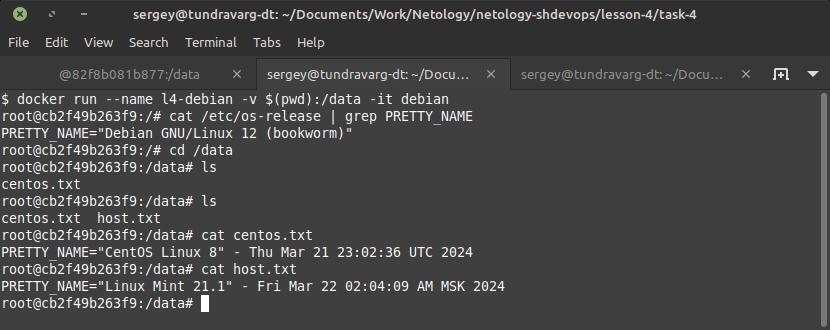 sergey@tundravarg-dt: ~/Documents/Work/Netology/netology-shdevops/lesson-4/task-4
File Edit View Search Terminal Tabs Help
@82f8b081b877:/data × sergey@tundravarg-dt: ~/Docu... × sergey@tundravarg-dt: ~/Docu... ×
$ docker run --name l4-debian -v $(pwd):/data -it debian
root@cb2f49b263f9:/# cat /etc/os-release | grep PRETTY_NAME
PRETTY_NAME="Debian GNU/Linux 12 (bookworm)"
root@cb2f49b263f9:/# cd /data
root@cb2f49b263f9:/data# ls
centos.txt
root@cb2f49b263f9:/data# ls
centos.txt  host.txt
root@cb2f49b263f9:/data# cat centos.txt
PRETTY_NAME="CentOS Linux 8" - Thu Mar 21 23:02:36 UTC 2024
root@cb2f49b263f9:/data# cat host.txt
PRETTY_NAME="Linux Mint 21.1" - Fri Mar 22 02:04:09 AM MSK 2024
root@cb2f49b263f9:/data#